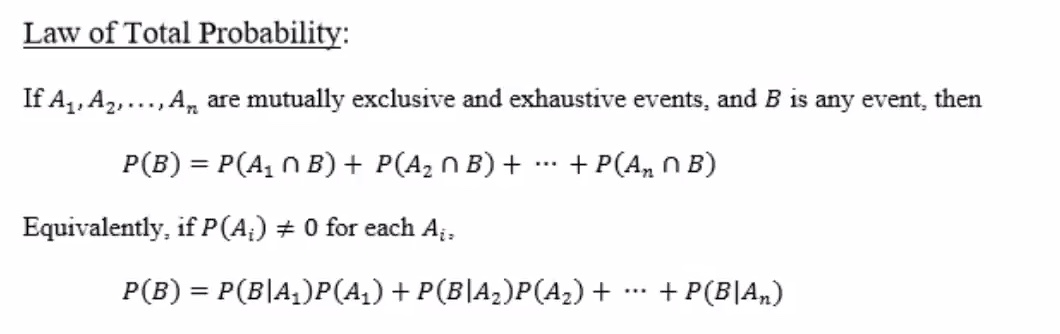 Law of Total Probability:
If A₁, A₂, …, Aₙ are mutually exclusive and exhaustive events, and B is any event, then
P(B) = P(A₁ ∩ B) + P(A₂ ∩ B) + ⋯ + P(Aₙ ∩ B)
Equivalently, if P(Aᵢ) ≠ 0 for each Aᵢ,
P(B) = P(B|A₁)P(A₁) + P(B|A₂)P(A₂) + ⋯ + P(B|Aₙ)